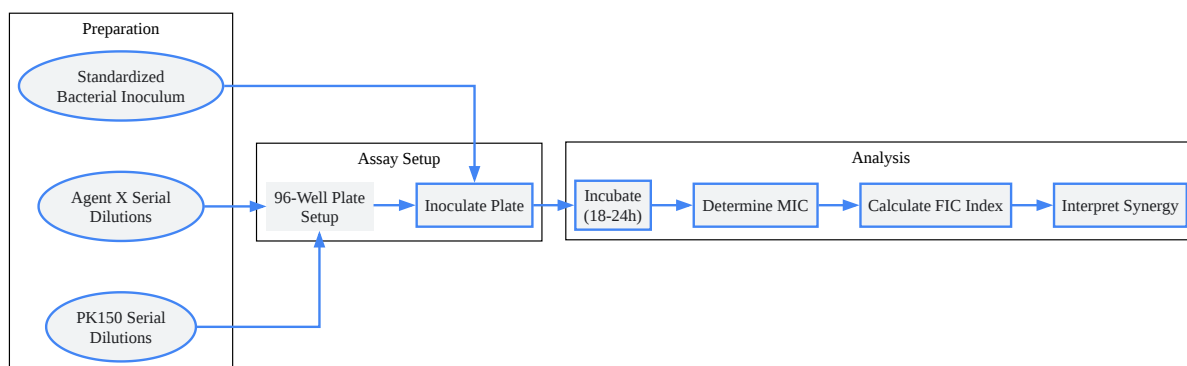 Preparation
Standardized
Bacterial Inoculum
Agent X Serial
Dilutions
PK150 Serial
Dilutions
Assay Setup
96-Well Plate
Setup
Inoculate Plate
Analysis
Incubate
(18-24h)
Determine MIC
Calculate FIC Index
Interpret Synergy